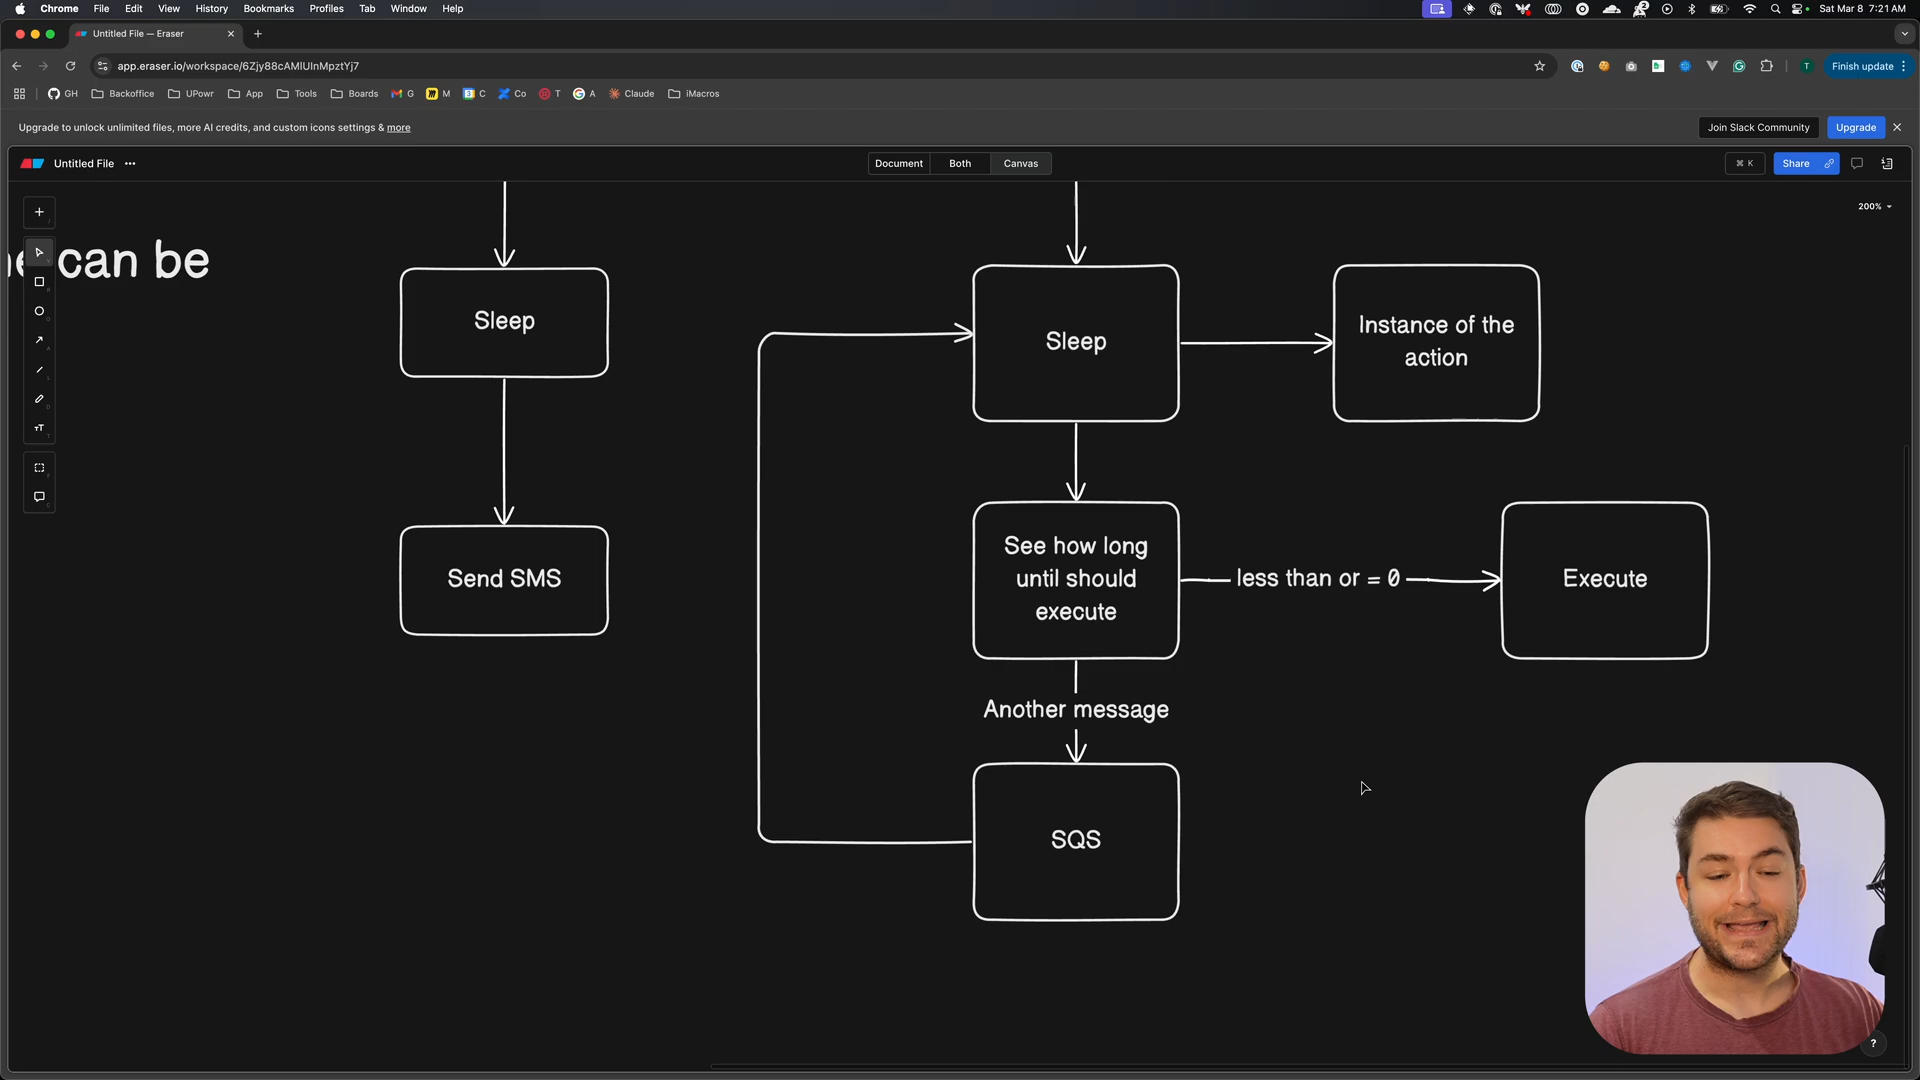 Chrome File Edit View History Bookmarks Profiles Tab Window Help
2
Sat Mar 8 7:21 AM
Untitled File — Eraser
app.eraser.io/workspace/6Zjy88cAMlUInMpztYj7
T
Finish update
GH Backoffice UPowr App Tools Boards G M C Co T A Claude iMacros
Upgrade to unlock unlimited files, more AI credits, and custom icons settings & more
Join Slack Community
Upgrade
Untitled File
Document Both Canvas
⌘ K
Share
200%
can be
Sleep
Send SMS
Sleep
Instance of the
action
See how long
until should
execute
less than or = 0
Execute
Another message
SQS
?